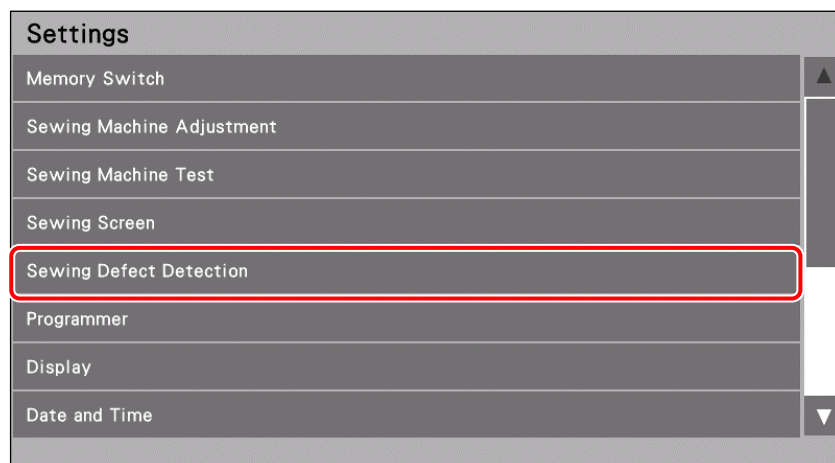 Settings
Memory Switch
Sewing Machine Adjustment
Sewing Machine Test
Sewing Screen
Sewing Defect Detection
Programmer
Display
Date and Time